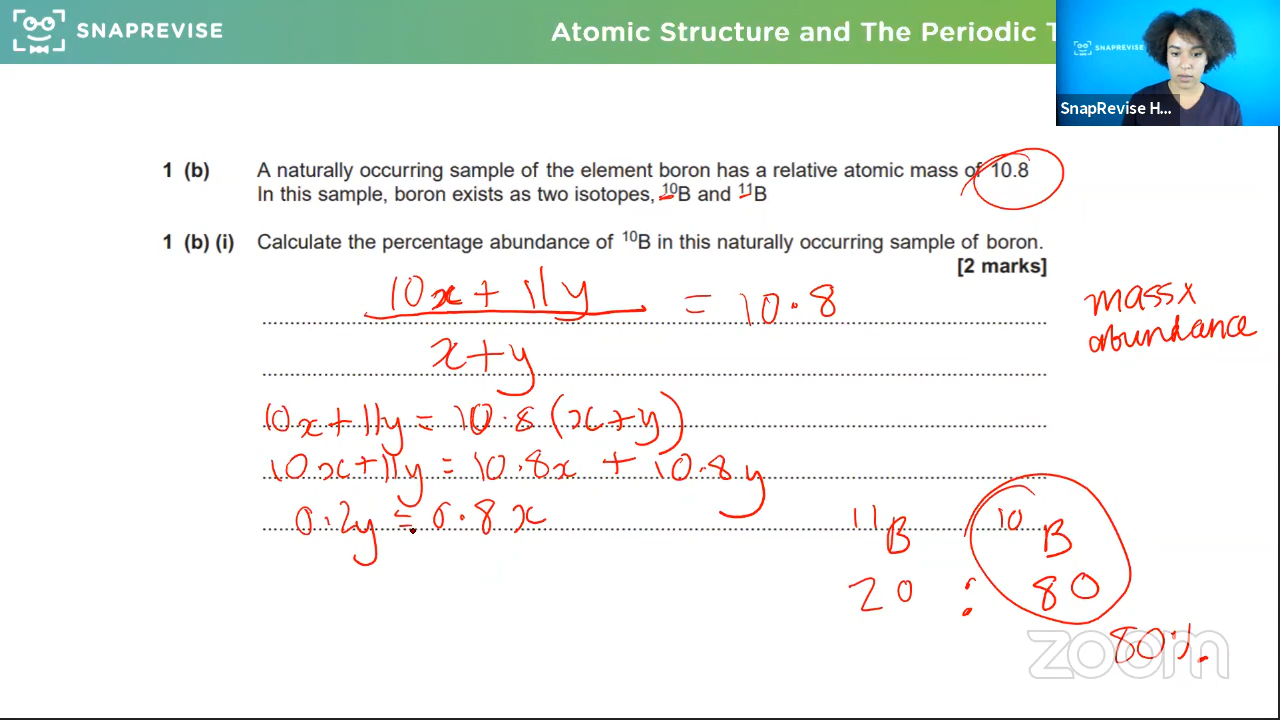 SNAPREVISE
Atomic Structure and The Periodic T
SNAPREVISE
SnapRevise H...
1 (b) A naturally occurring sample of the element boron has a relative atomic mass of 10.8
In this sample, boron exists as two isotopes, ¹⁰B and ¹¹B
1 (b) (i) Calculate the percentage abundance of ¹⁰B in this naturally occurring sample of boron.
[2 marks]
10x + 11y = 10.8
x+y
mass x
abundance
10x + 11y = 10.8 (x+y)
10x+11y = 10.8x + 10.8y
0.2y = 0.8x
¹¹B ¹⁰B
20 : 80
80%.
zoom